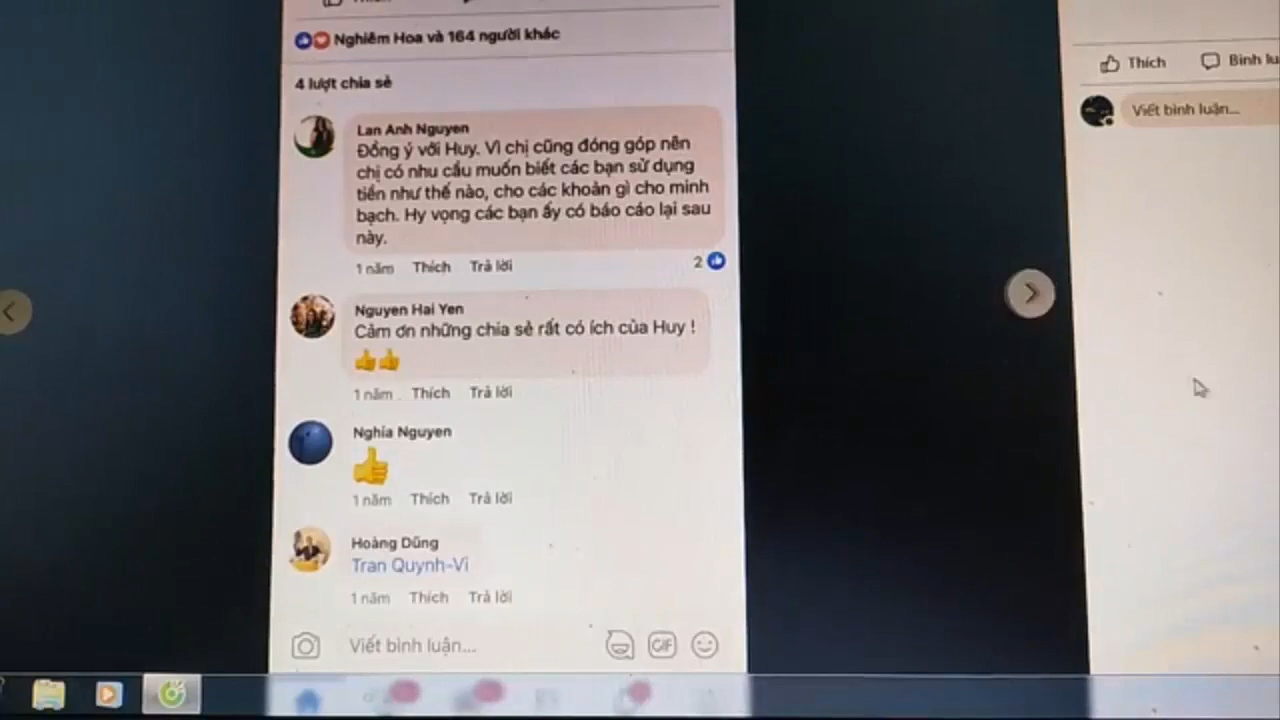 Nghiêm Hoa và 164 người khác
4 lượt chia sẻ
Lan Anh Nguyen
Đồng ý với Huy. Vì chị cũng đóng góp nên
chị có nhu cầu muốn biết các bạn sử dụng
tiền như thế nào, cho các khoản gì cho minh
bạch. Hy vọng các bạn ấy có báo cáo lại sau
này.
1 năm Thích Trả lời 2
Nguyen Hai Yen
Cảm ơn những chia sẻ rất có ích của Huy !
1 năm Thích Trả lời
Nghĩa Nguyen
1 năm Thích Trả lời
Hoàng Dũng
Tran Quynh-Vi
1 năm Thích Trả lời
Viết bình luận...
GIF
Thích Bình lu
Viết bình luận...